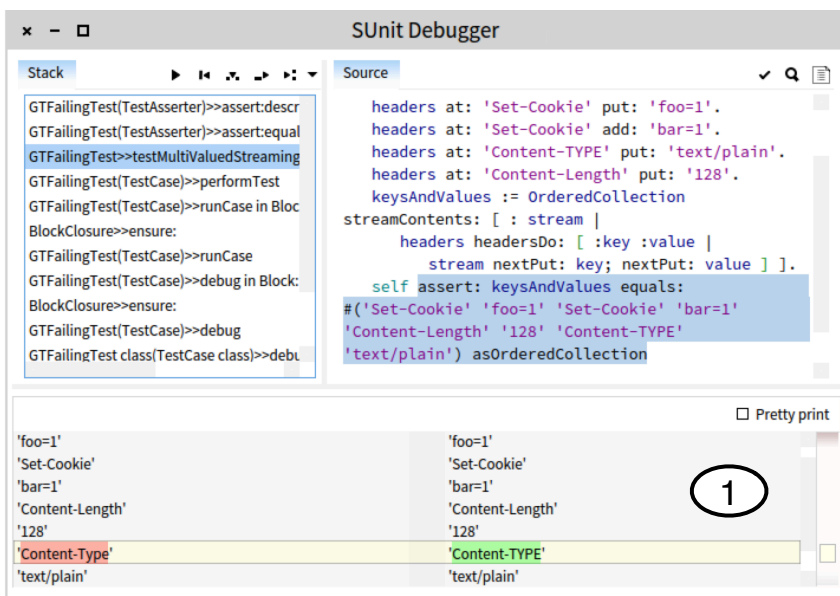 SUnit Debugger
Stack
GTFailingTest(TestAsserter)>>assert:descr
GTFailingTest(TestAsserter)>>assert:equal
GTFailingTest>>testMultiValuedStreaming
GTFailingTest(TestCase)>>performTest
GTFailingTest(TestCase)>>runCase in Bloc
BlockClosure>>ensure:
GTFailingTest(TestCase)>>runCase
GTFailingTest(TestCase)>>debug in Block:
BlockClosure>>ensure:
GTFailingTest(TestCase)>>debug
GTFailingTest class(TestCase class)>>debu
Source
headers at: 'Set-Cookie' put: 'foo=1'.
headers at: 'Set-Cookie' add: 'bar=1'.
headers at: 'Content-TYPE' put: 'text/plain'.
headers at: 'Content-Length' put: '128'.
keysAndValues := OrderedCollection
streamContents: [ : stream |
headers headersDo: [ :key :value |
stream nextPut: key; nextPut: value ] ].
self assert: keysAndValues equals:
#('Set-Cookie' 'foo=1' 'Set-Cookie' 'bar=1'
'Content-Length' '128' 'Content-TYPE'
'text/plain') asOrderedCollection
Pretty print
'foo=1' 'foo=1'
'Set-Cookie' 'Set-Cookie'
'bar=1' 'bar=1'
'Content-Length' 'Content-Length'
'128' '128'
'Content-Type' 'Content-TYPE'
'text/plain' 'text/plain'
1